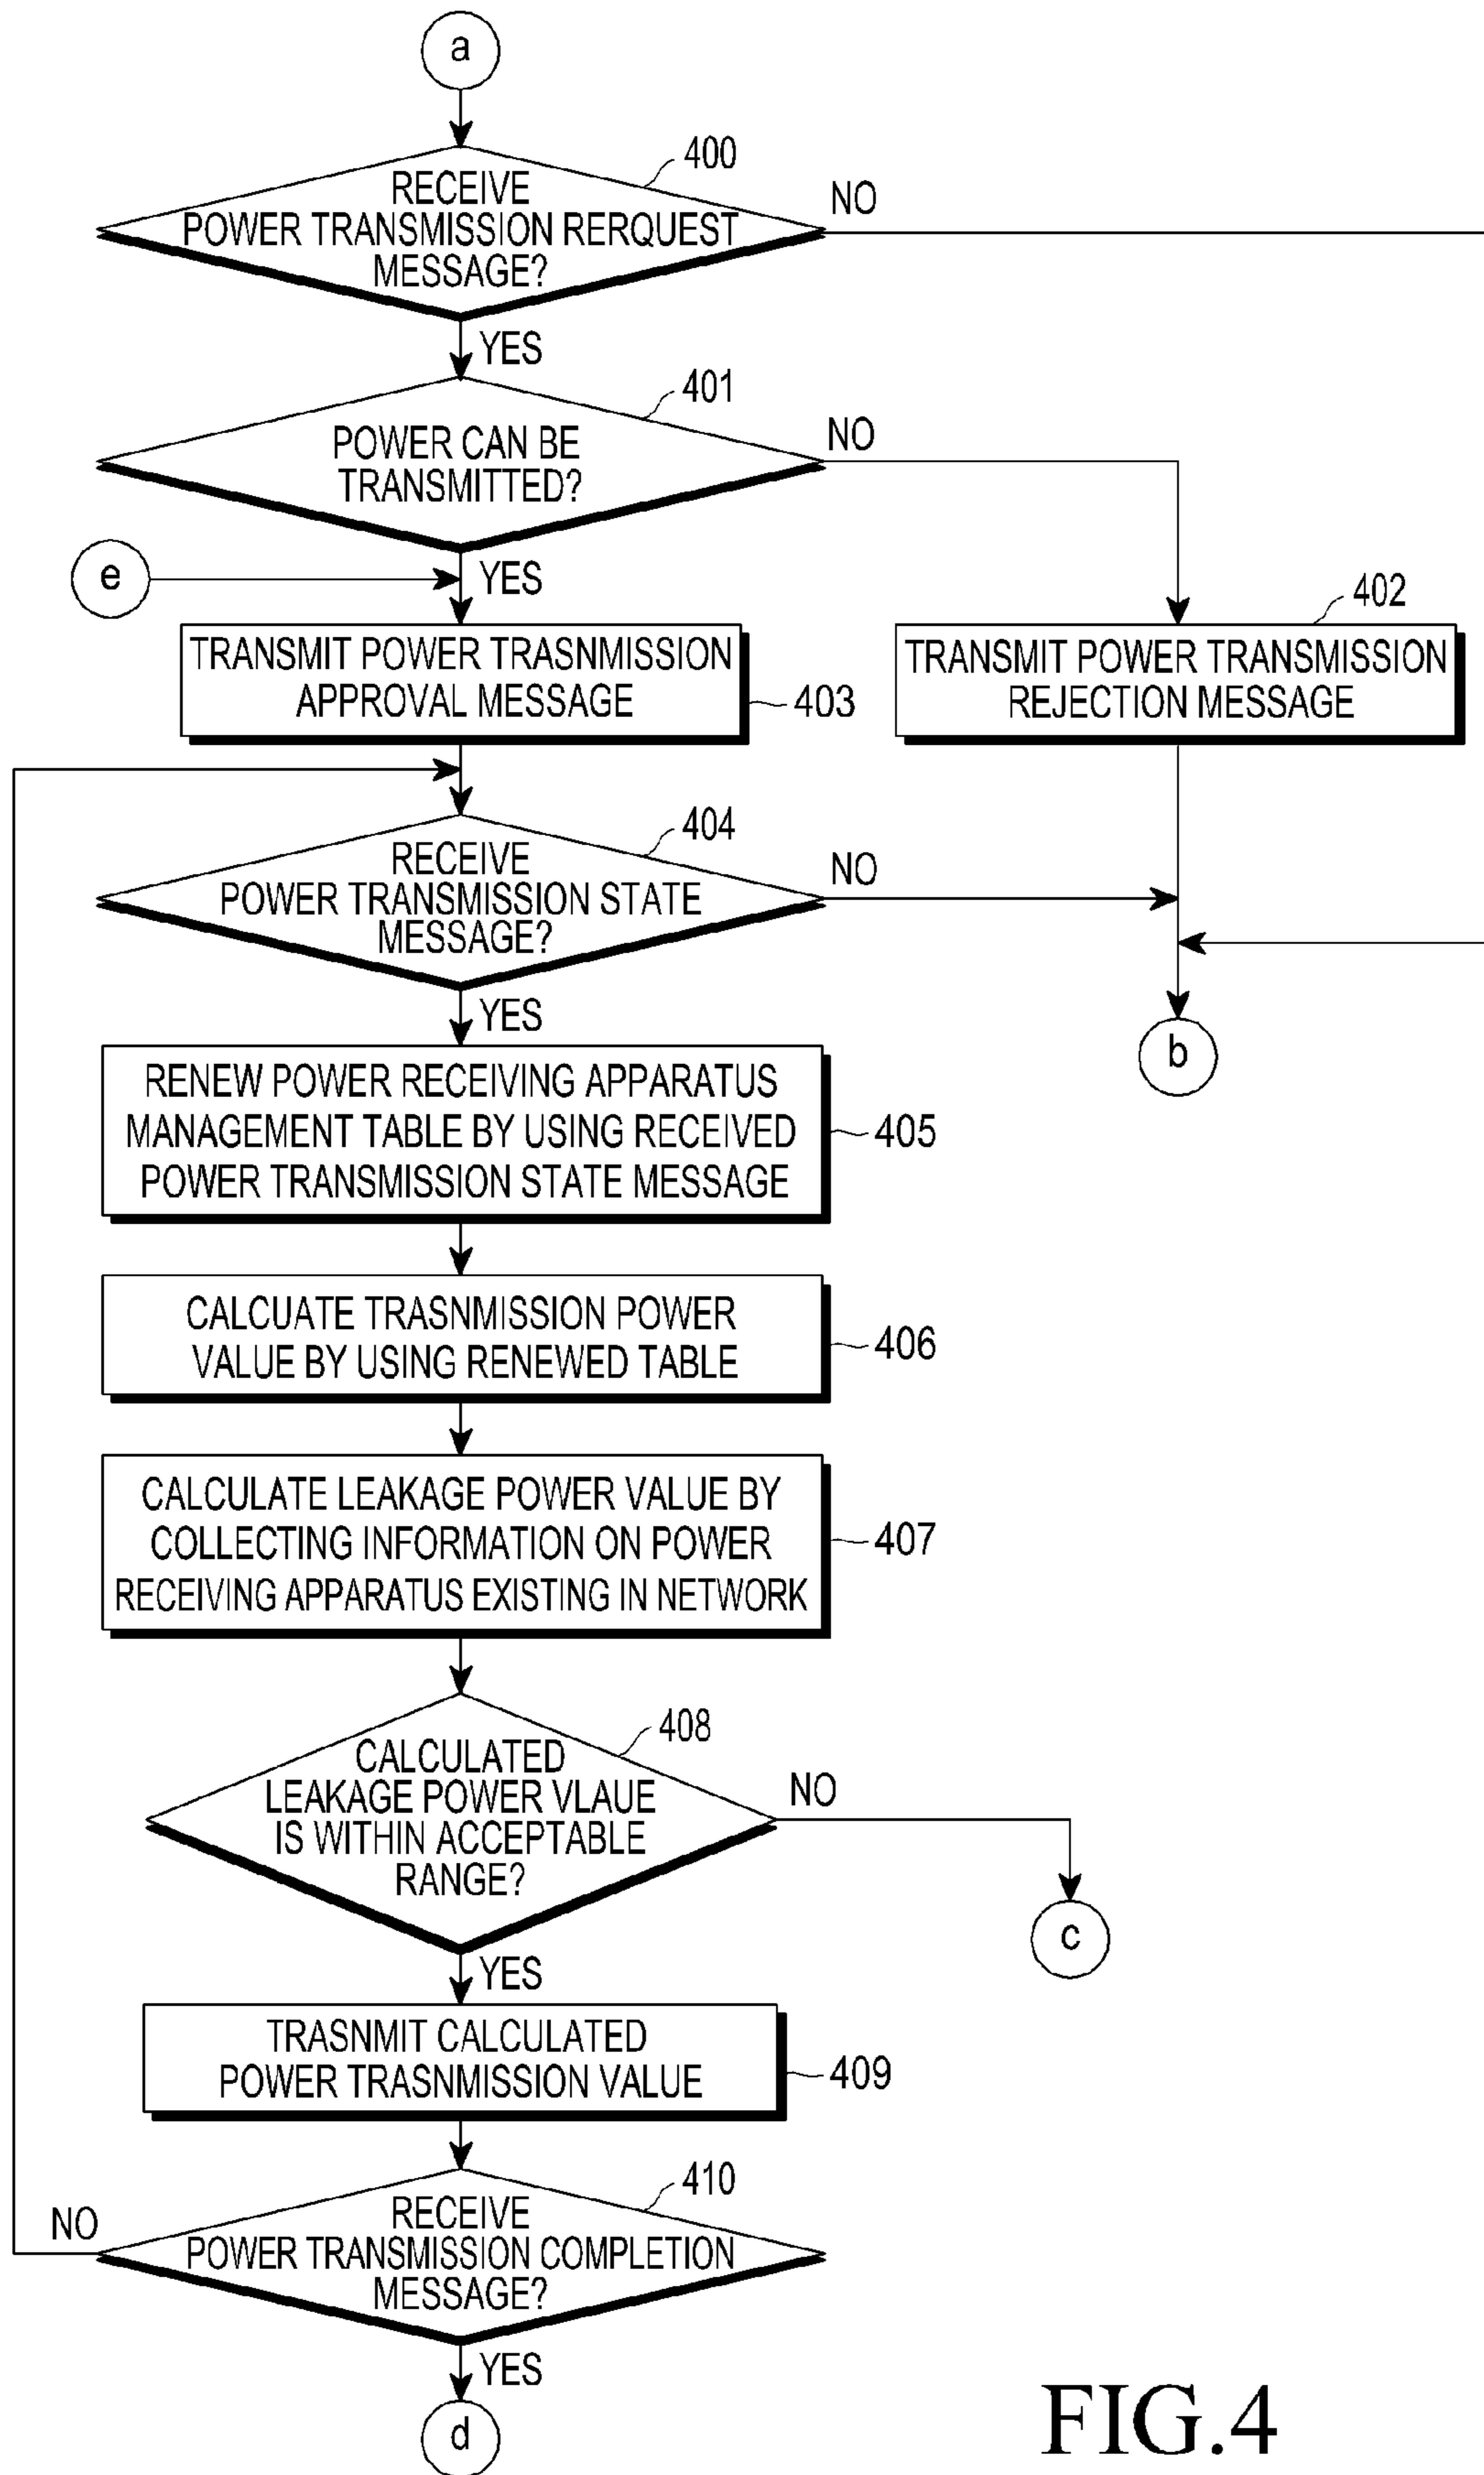 a
400
RECEIVE
POWER TRANSMISSION RERQUEST
MESSAGE?
NO
YES
401
POWER CAN BE
TRANSMITTED?
NO
e
YES
402
TRANSMIT POWER TRASNMISSION
APPROVAL MESSAGE
403
TRANSMIT POWER TRANSMISSION
REJECTION MESSAGE
404
RECEIVE
POWER TRANSMISSION STATE
MESSAGE?
NO
YES
b
RENEW POWER RECEIVING APPARATUS
MANAGEMENT TABLE BY USING RECEIVED
POWER TRANSMISSION STATE MESSAGE
405
CALCUATE TRASNMISSION POWER
VALUE BY USING RENEWED TABLE
406
CALCULATE LEAKAGE POWER VALUE BY
COLLECTING INFORMATION ON POWER
RECEIVING APPARATUS EXISTING IN NETWORK
407
408
CALCULATED
LEAKAGE POWER VLAUE
IS WITHIN ACCEPTABLE
RANGE?
NO
c
YES
TRASNMIT CALCULATED
POWER TRASNMISSION VALUE
409
410
RECEIVE
POWER TRANSMISSION COMPLETION
MESSAGE?
NO
YES
d
FIG.4